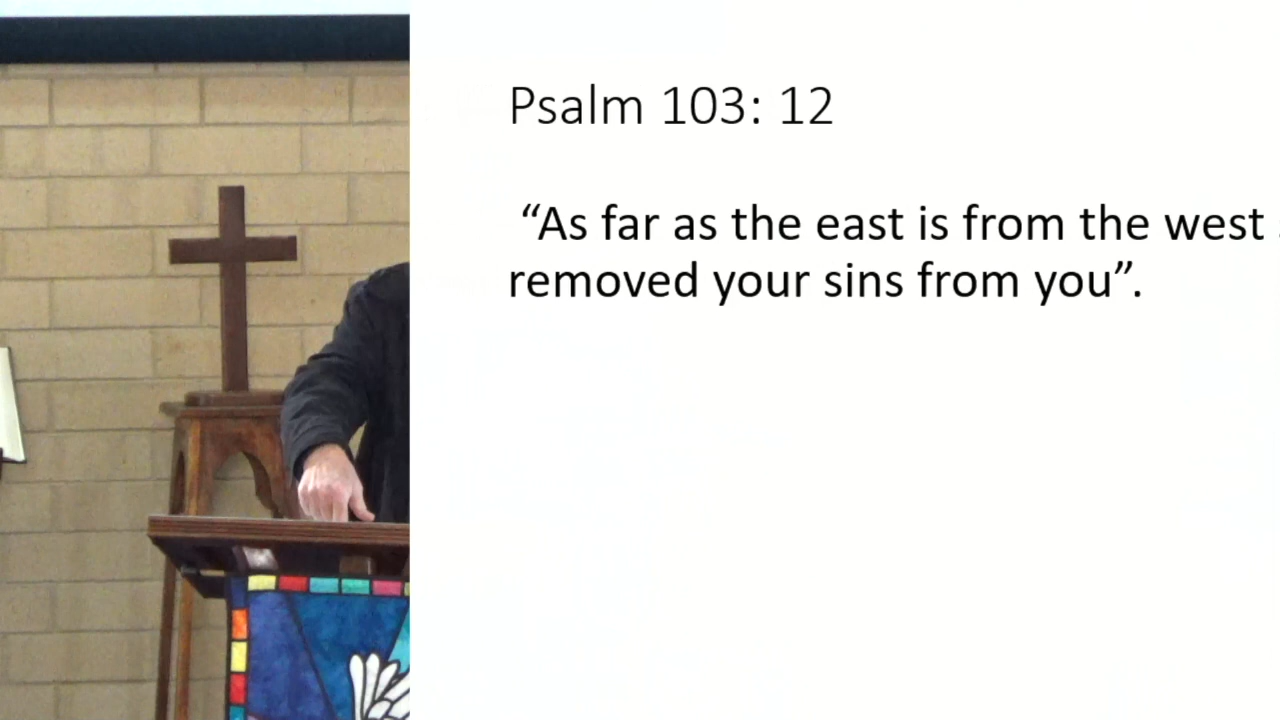 Psalm 103: 12
“As far as the east is from the west
removed your sins from you”.